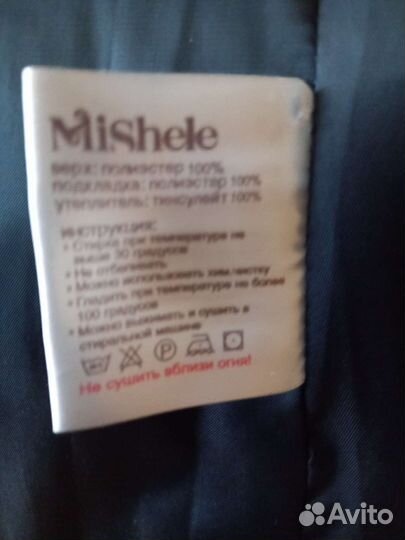 MiShele
верх: полиэстер 100%
подкладка: полиэстер 100%
утеплитель: тинсулейт 100%
инструкция:
• Стирка при температуре не
выше 30 градусов
• Не отбеливать
• Можно использовать хим.чистку
• Гладить при температуре не более
100 градусов
• Можно выжимать и сушить в
стиральной машине
P
Не сушить вблизи огня!
Avito